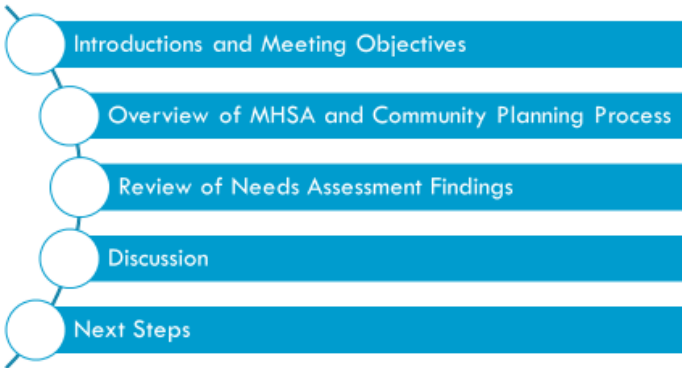 Introductions and Meeting Objectives
Overview of MHSA and Community Planning Process
Review of Needs Assessment Findings
Discussion
Next Steps